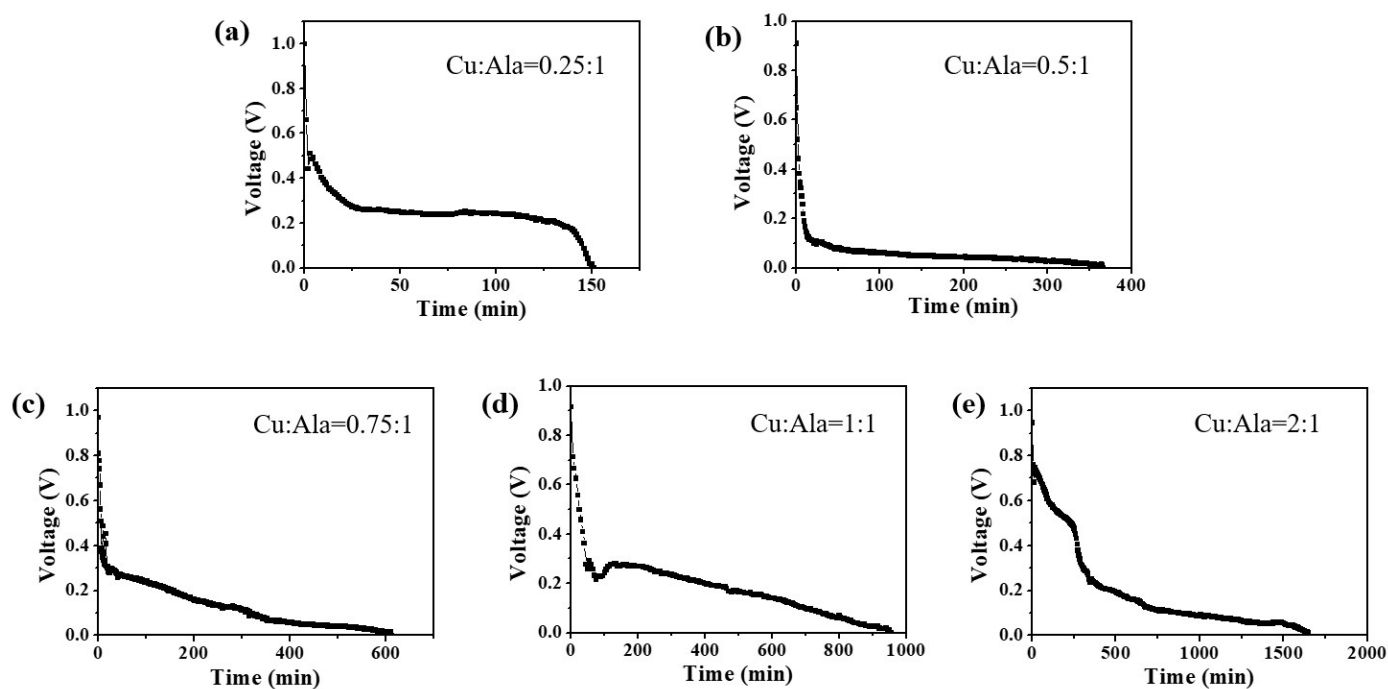 (a)
Cu:Ala=0.25:1
Voltage (V)
1.0
0.8
0.6
0.4
0.2
0.0
0
50
100
150
Time (min)
(b)
Cu:Ala=0.5:1
Voltage (V)
1.0
0.8
0.6
0.4
0.2
0.0
0
100
200
300
400
Time (min)
(c)
Cu:Ala=0.75:1
Voltage (V)
1.0
0.8
0.6
0.4
0.2
0.0
0
200
400
600
Time (min)
(d)
Cu:Ala=1:1
Voltage (V)
1.0
0.8
0.6
0.4
0.2
0.0
0
200
400
600
800
1000
Time (min)
(e)
Cu:Ala=2:1
Voltage (V)
1.0
0.8
0.6
0.4
0.2
0.0
0
500
1000
1500
2000
Time (min)